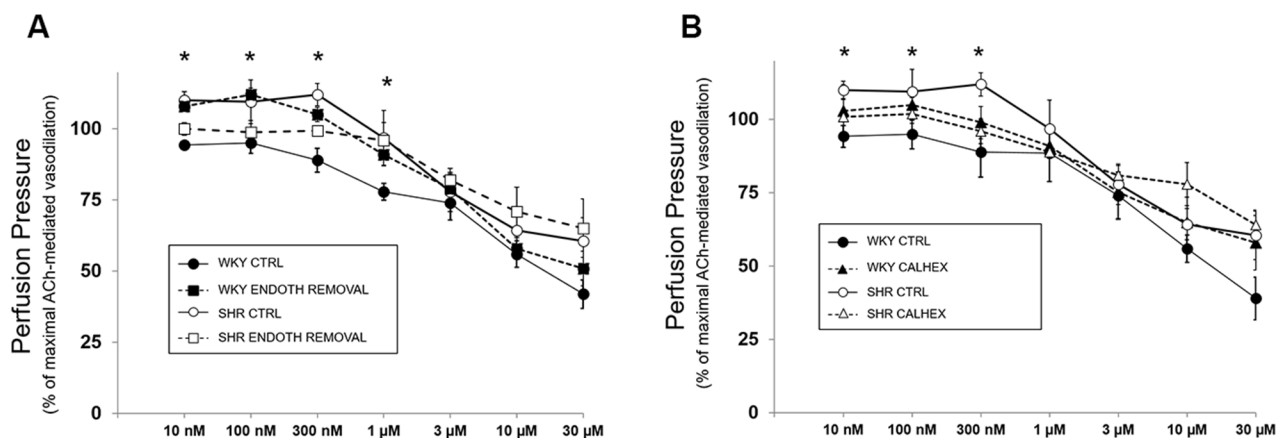 A
* * * *
Perfusion Pressure
(% of maximal ACh-mediated vasodilation)
100
75
50
25
0
WKY CTRL
WKY ENDOTH REMOVAL
SHR CTRL
SHR ENDOTH REMOVAL
10 nM 100 nM 300 nM 1 µM 3 µM 10 µM 30 µM
B
* * *
Perfusion Pressure
(% of maximal ACh-mediated vasodilation)
100
75
50
25
0
WKY CTRL
WKY CALHEX
SHR CTRL
SHR CALHEX
10 nM 100 nM 300 nM 1 µM 3 µM 10 µM 30 µM